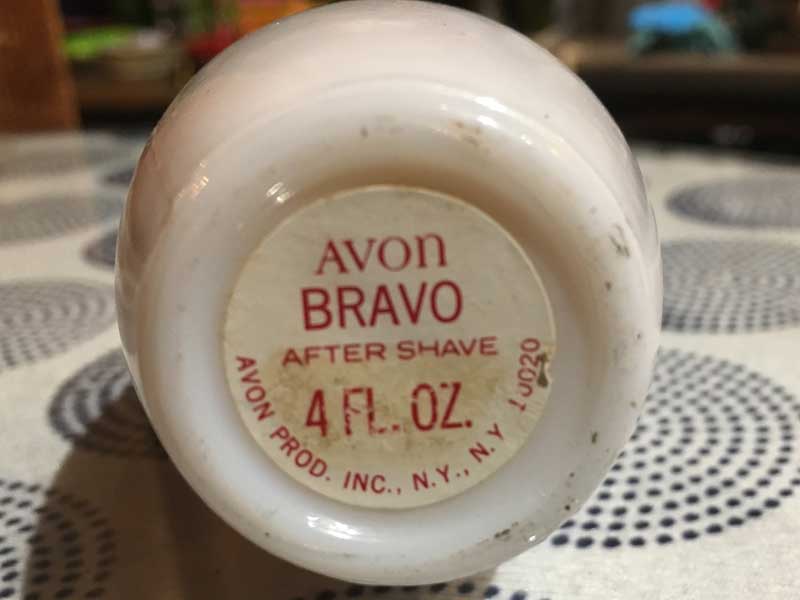 AVON
BRAVO
AFTER SHAVE
4 FL. OZ.
AVON PROD. INC., N.Y., N.Y 10020